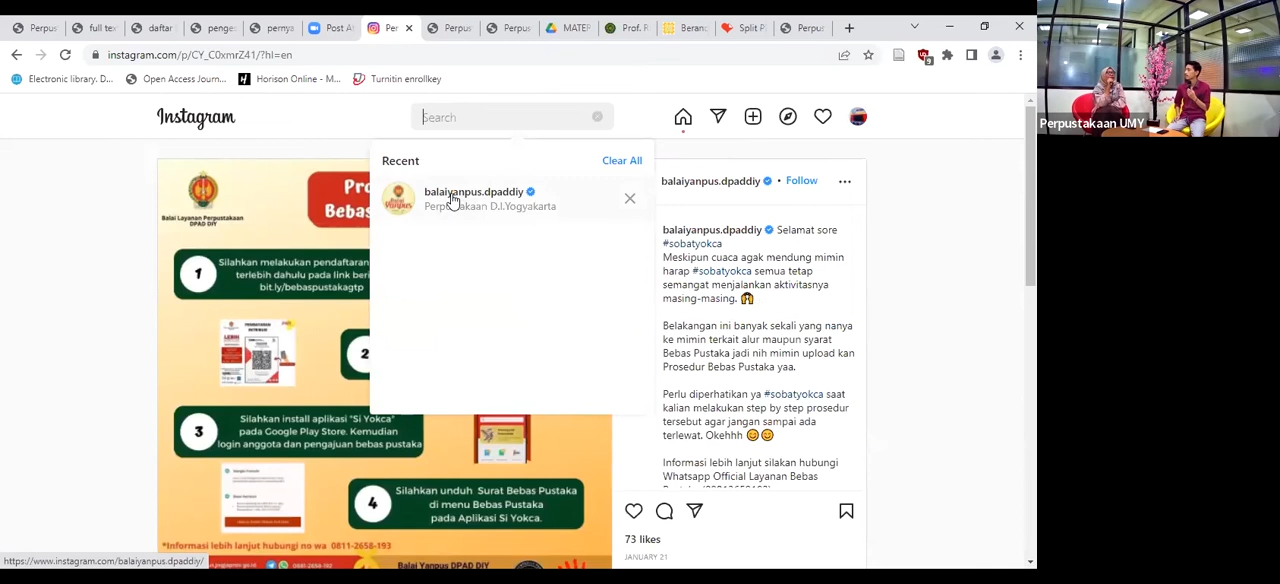 Perpus
full tex
daftar
penge
pernya
Post A
Per
Perpus
Perpus
MATER
Prof. R
Beran
Split P
Perpus
instagram.com/p/CY_C0xmrZ41/?hl=en
9
Electronic library. D...
Open Access Journ...
Horison Online - M...
Turnitin enrollkey
Perpustakaan UMY
Instagram
Search
Recent
Clear All
balaiyanpus.dpaddiy
Perpustakaan D.I.Yogyakarta
Balai Layanan Perpustakaan
DPAD DIY
Pro
Bebas
1
Silahkan melakukan pendaftaran
terlebih dahulu pada link beri
bit.ly/bebaspustakagtp
2
3
Silahkan install aplikasi "Si Yokca"
pada Google Play Store. Kemudian
login anggota dan pengajuan bebas pustaka
4
Silahkan unduh Surat Bebas Pustaka
di menu Bebas Pustaka
pada Aplikasi Si Yokca.
*Informasi lebih lanjut hubungi no wa 0811-2658-193
Balai Yanpus DPAD DIY
balaiyanpus.dpaddiy • Follow
balaiyanpus.dpaddiy Selamat sore
#sobatyokca
Meskipun cuaca agak mendung mimin
harap #sobatyokca semua tetap
semangat menjalankan aktivitasnya
masing-masing. 🙌
Belakangan ini banyak sekali yang nanya
ke mimin terkait alur maupun syarat
Bebas Pustaka jadi nih mimin upload kan
Prosedur Bebas Pustaka yaa.
Perlu diperhatikan ya #sobatyokca saat
kalian melakukan step by step prosedur
tersebut agar jangan sampai ada
terlewat. Okehhh 😊😊
Informasi lebih lanjut silakan hubungi
Whatsapp Official Layanan Bebas
73 likes
JANUARY 21
https://www.instagram.com/balaiyanpus.dpaddiy/